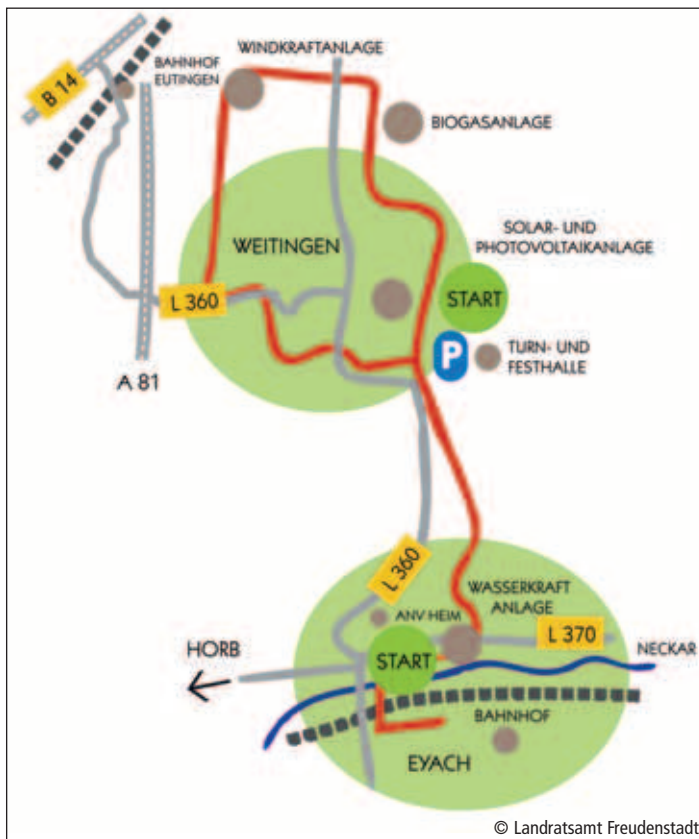 WINDKRAFTANLAGE
BAHNHOF
EUTINGEN
B 14
BIOGASANLAGE
SOLAR- UND
PHOTOVOLTAIKANLAGE
WEITINGEN
START
L 360
P
TURN- UND
FESTHALLE
A 81
L 360
WASSERKRAFT
ANLAGE
ANV HEIM
L 370
HORB
START
NECKAR
BAHNHOF
EYACH
© Landratsamt Freudenstadt